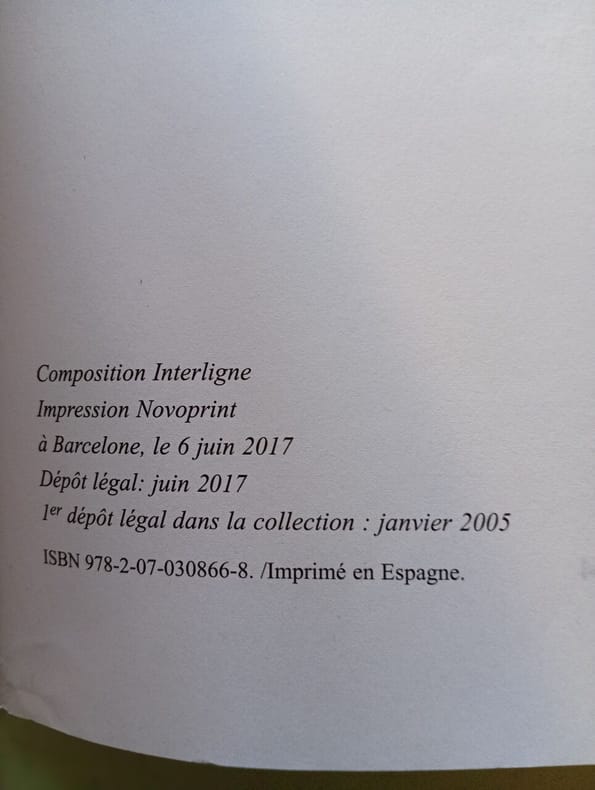 Composition Interligne
Impression Novoprint
à Barcelone, le 6 juin 2017
Dépôt légal: juin 2017
1er dépôt légal dans la collection : janvier 2005
ISBN 978-2-07-030866-8. /Imprimé en Espagne.